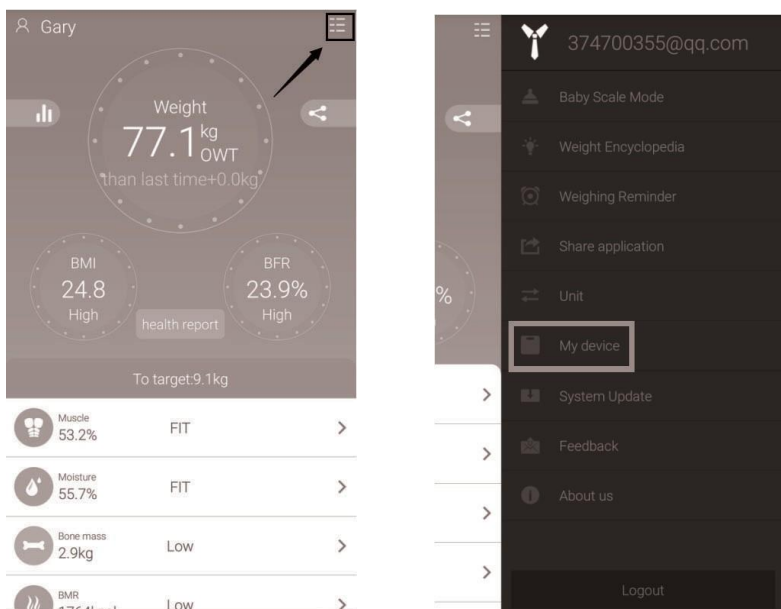 Gary
Weight
77.1 kg
OWT
than last time+0.0kg
BMI
24.8
High
BFR
23.9%
High
health report
To target:9.1kg
Muscle
53.2%
FIT
Moisture
55.7%
FIT
Bone mass
2.9kg
Low
BMR
Low
%
374700355@qq.com
Baby Scale Mode
Weight Encyclopedia
Weighing Reminder
Share application
Unit
My device
System Update
Feedback
About us
Logout